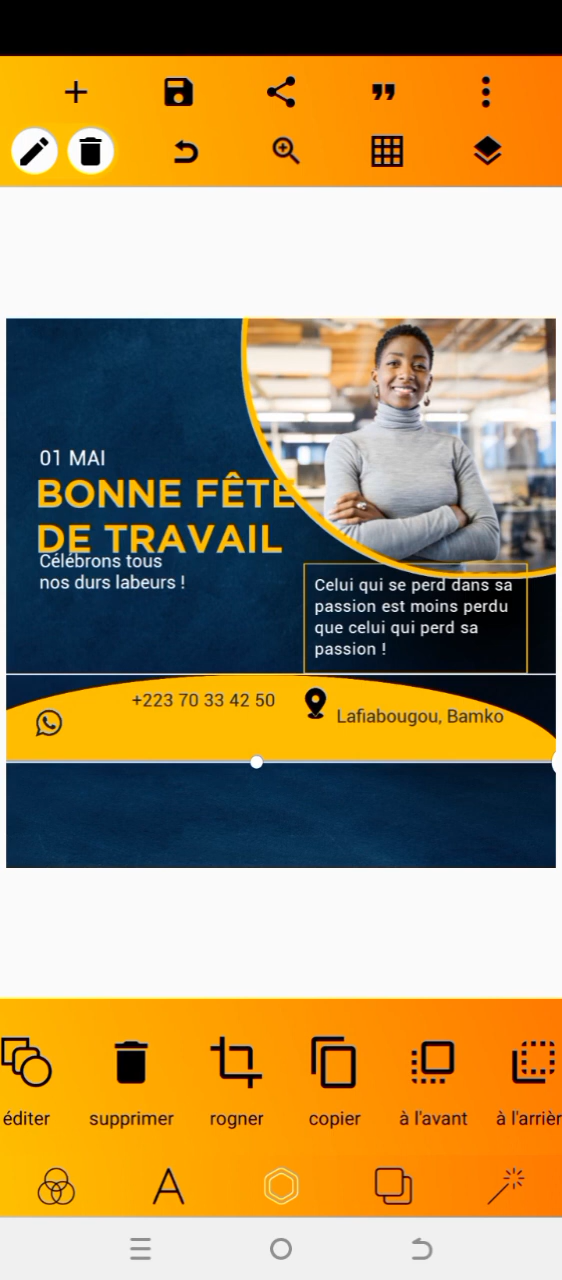 01 MAI
BONNE FÊTE
DE TRAVAIL
Célébrons tous
nos durs labeurs !
Celui qui se perd dans sa
passion est moins perdu
que celui qui perd sa
passion !
+223 70 33 42 50
Lafiabougou, Bamko
éditer
supprimer
rogner
copier
à l'avant
à l'arrièr